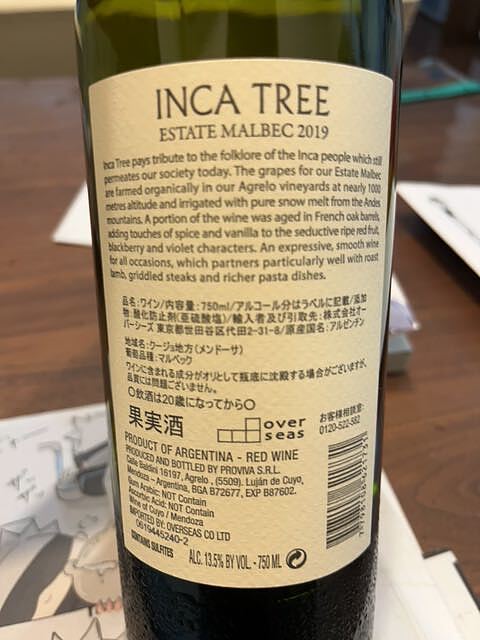 INCA TREE
ESTATE MALBEC 2019
Inca Tree pays tribute to the folklore of the Inca people which still
permeates our society today. The grapes for our Estate Malbec
are farmed organically in our Agrelo vineyards at nearly 1000
metres altitude and irrigated with pure snow melt from the Andes
mountains. A portion of the wine was aged in French oak barrels,
adding touches of spice and vanilla to the seductive ripe red fruit,
blackberry and violet characters. An expressive, smooth wine
for all occasions, which partners particularly well with roast
lamb, griddled steaks and richer pasta dishes.
品名:ワイン/内容量:750ml/アルコール分はラベルに記載/添加
物:酸化防止剤(亜硫酸塩)/輸入者及び引取先:株式会社オー
バーシーズ 東京都世田谷区代田2-31-8/原産国名:アルゼンチン
地域名:クージョ地方(メンドーサ)
葡萄品種:マルベック
ワインに含まれる成分がオリとして瓶底に沈殿する場合がございますが、
品質には問題ございません。
〇飲酒は20歳になってから〇
果実酒
over
seas
お客様相談室:
0120-522-582
PRODUCT OF ARGENTINA - RED WINE
PRODUCED AND BOTTLED BY PROVIVA S.R.L.
Calle Baldini 16197, Agrelo, (5509). Luján de Cuyo,
Mendoza – Argentina, BGA B72677, EXP B87602.
Gum Arabic: NOT Contain
Ascorbic Acid: NOT Contain
Wine of Cuyo / Mendoza
IMPORTED BY: OVERSEAS CO LTD
0619445240-2
CONTAINS SULFITES
ALC. 13.5% BY VOL. - 750 ML